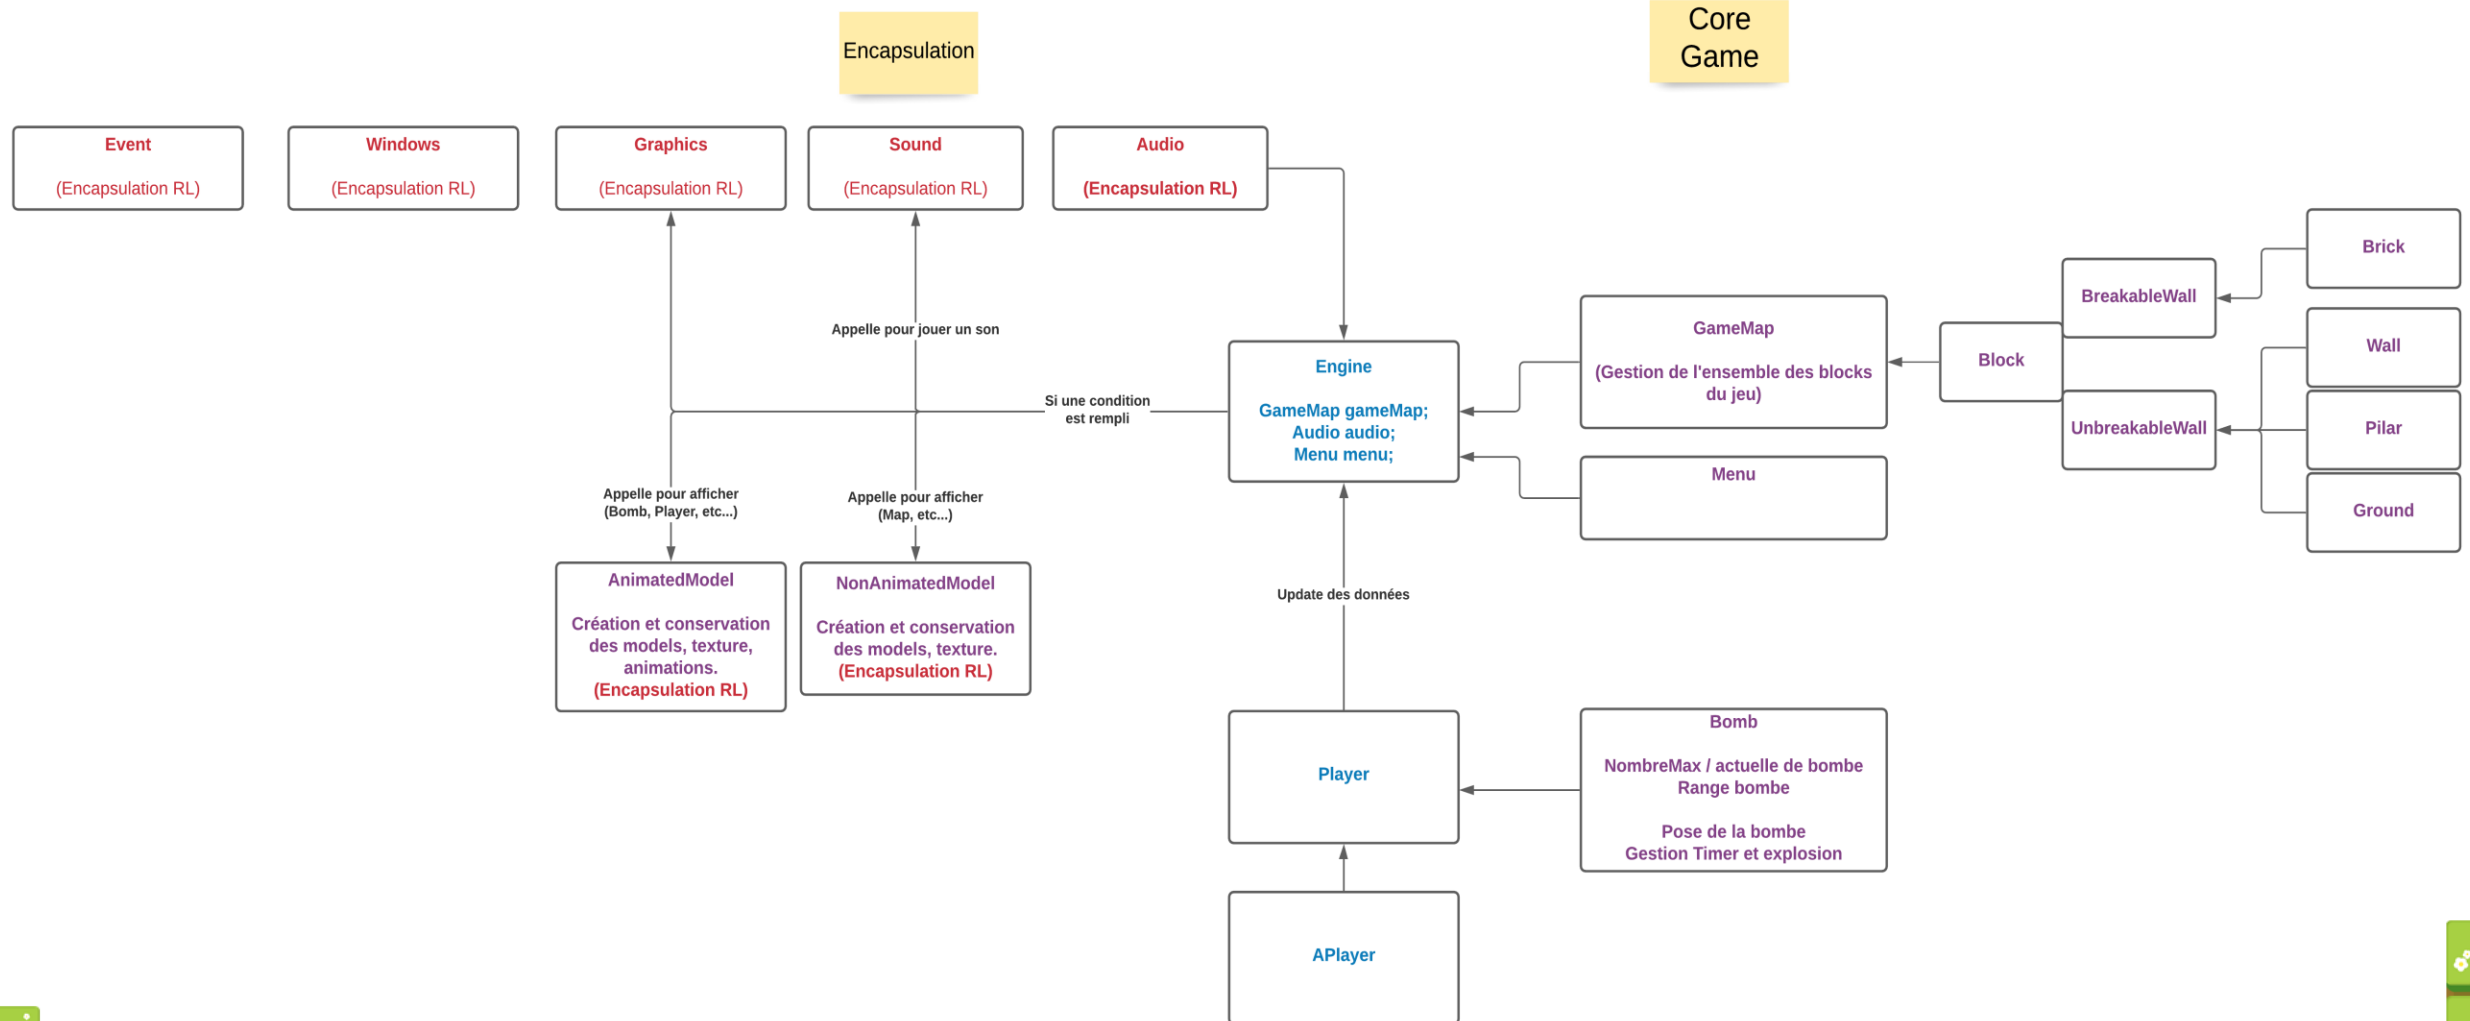 Encapsulation
Core
Game
Event
(Encapsulation RL)
Windows
(Encapsulation RL)
Graphics
(Encapsulation RL)
Sound
(Encapsulation RL)
Audio
(Encapsulation RL)
Appelle pour jouer un son
Si une condition
est rempli
Appelle pour afficher
(Bomb, Player, etc...)
Appelle pour afficher
(Map, etc...)
AnimatedModel
Création et conservation
des models, texture,
animations.
(Encapsulation RL)
NonAnimatedModel
Création et conservation
des models, texture.
(Encapsulation RL)
Engine
GameMap gameMap;
Audio audio;
Menu menu;
GameMap
(Gestion de l'ensemble des blocks
du jeu)
Menu
Block
BreakableWall
UnbreakableWall
Brick
Wall
Pilar
Ground
Update des données
Player
Bomb
NombreMax / actuelle de bombe
Range bombe
Pose de la bombe
Gestion Timer et explosion
APlayer